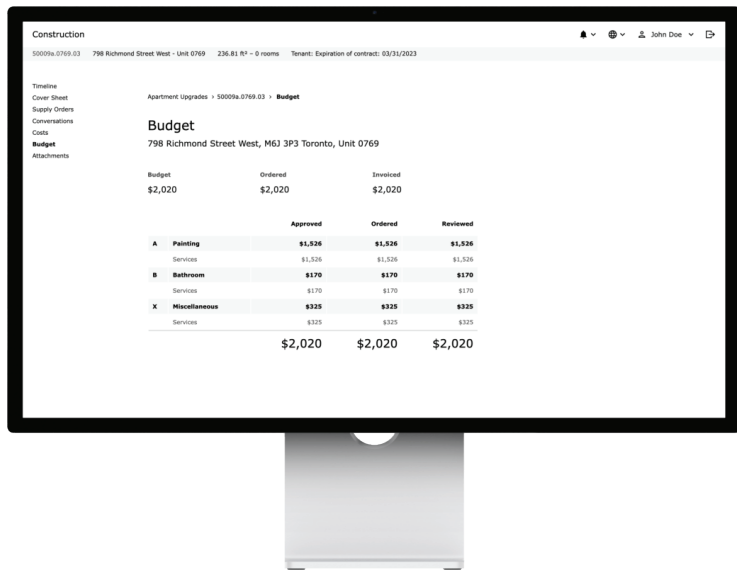 Construction
John Doe
50009a.0769.03 798 Richmond Street West - Unit 0769 236.81 ft² – 0 rooms Tenant: Expiration of contract: 03/31/2023
Timeline
Cover Sheet
Supply Orders
Conversations
Costs
Budget
Attachments
Apartment Upgrades › 50009a.0769.03 › Budget
Budget
798 Richmond Street West, M6J 3P3 Toronto, Unit 0769
Budget Ordered Invoiced
$2,020 $2,020 $2,020
Approved Ordered Reviewed
A Painting $1,526 $1,526 $1,526
Services $1,526 $1,526 $1,526
B Bathroom $170 $170 $170
Services $170 $170 $170
X Miscellaneous $325 $325 $325
Services $325 $325 $325
$2,020 $2,020 $2,020